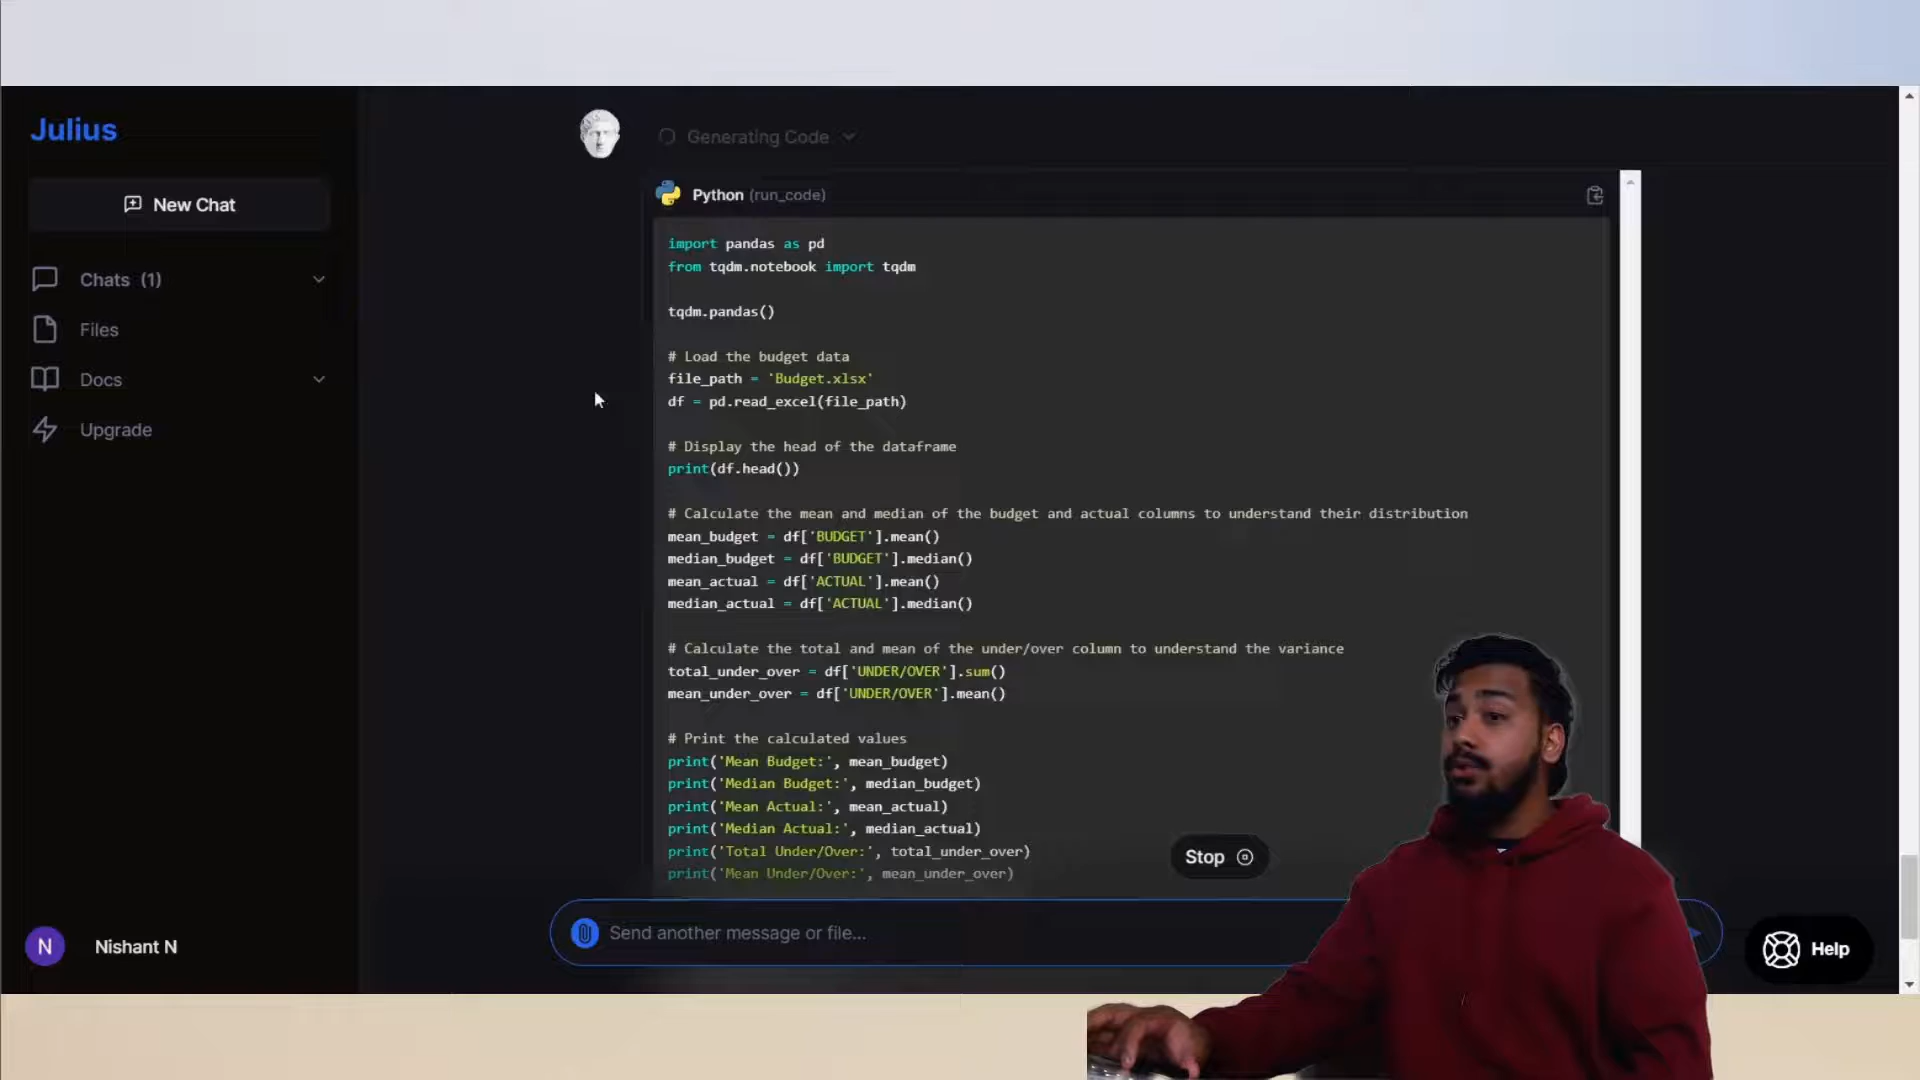 Julius
New Chat
Chats (1)
Files
Docs
Upgrade
Generating Code
Python (run_code)
import pandas as pd
from tqdm.notebook import tqdm
tqdm.pandas()
# Load the budget data
file_path = 'Budget.xlsx'
df = pd.read_excel(file_path)
# Display the head of the dataframe
print(df.head())
# Calculate the mean and median of the budget and actual columns to understand their distribution
mean_budget = df['BUDGET'].mean()
median_budget = df['BUDGET'].median()
mean_actual = df['ACTUAL'].mean()
median_actual = df['ACTUAL'].median()
# Calculate the total and mean of the under/over column to understand the variance
total_under_over = df['UNDER/OVER'].sum()
mean_under_over = df['UNDER/OVER'].mean()
# Print the calculated values
print('Mean Budget:', mean_budget)
print('Median Budget:', median_budget)
print('Mean Actual:', mean_actual)
print('Median Actual:', median_actual)
print('Total Under/Over:', total_under_over)
print('Mean Under/Over:', mean_under_over)
Stop
Send another message or file...
N
Nishant N
Help